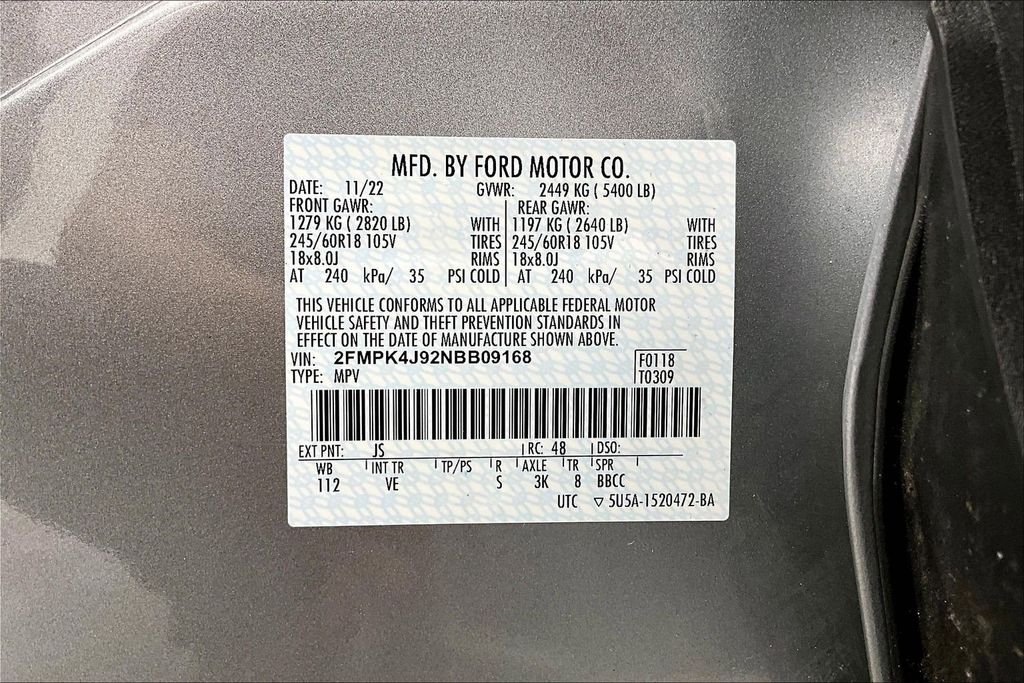 MFD. BY FORD MOTOR CO.
DATE: 11/22 GVWR: 2449 KG ( 5400 LB)
FRONT GAWR: REAR GAWR:
1279 KG ( 2820 LB) WITH 1197 KG ( 2640 LB) WITH
245/60R18 105V TIRES 245/60R18 105V TIRES
18x8.0J RIMS 18x8.0J RIMS
AT 240 kPa/ 35 PSI COLD AT 240 kPa/ 35 PSI COLD
THIS VEHICLE CONFORMS TO ALL APPLICABLE FEDERAL MOTOR
VEHICLE SAFETY AND THEFT PREVENTION STANDARDS IN
EFFECT ON THE DATE OF MANUFACTURE SHOWN ABOVE.
VIN: 2FMPK4J92NBB09168 F0118
TYPE: MPV T0309
EXT PNT: JS RC: 48 DSO:
WB INT TR TP/PS R AXLE TR SPR
112 VE S 3K 8 BBCC
UTC ▽ 5U5A-1520472-BA